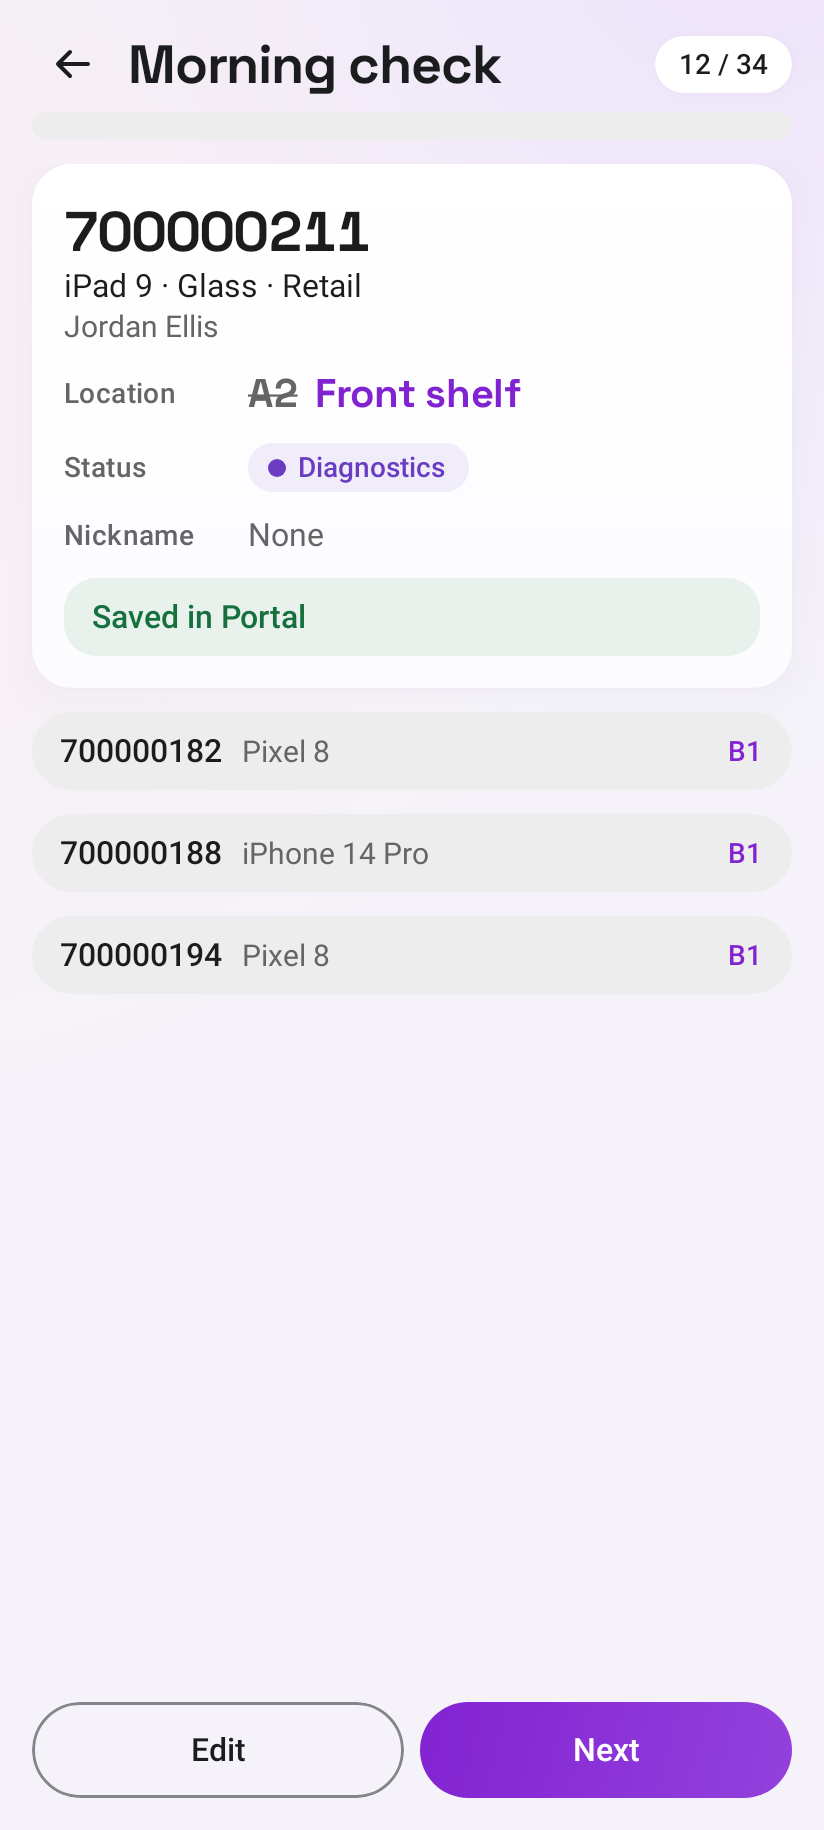 Morning check
12 / 34
700000211
iPad 9 · Glass · Retail
Jordan Ellis
Location A2 Front shelf
Status Diagnostics
Nickname None
Saved in Portal
700000182 Pixel 8 B1
700000188 iPhone 14 Pro B1
700000194 Pixel 8 B1
Edit Next